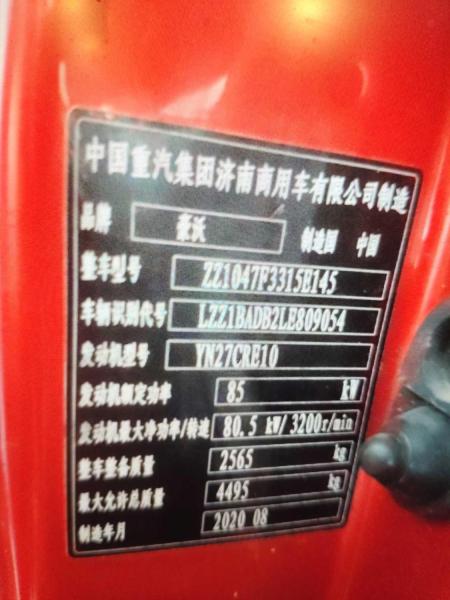 中国重汽集团济南商用车有限公司制造
品牌 豪沃 制造国 中国
整车型号 ZZ1047F3315E145
车辆识别代号 LZZ1BADB2LE809054
发动机型号 YN27CRE10
发动机额定功率 85 kW
发动机最大净功率/转速 80.5 kW/ 3200r/min
整车整备质量 2565 kg
最大允许总质量 4495 kg
制造年月 2020 08